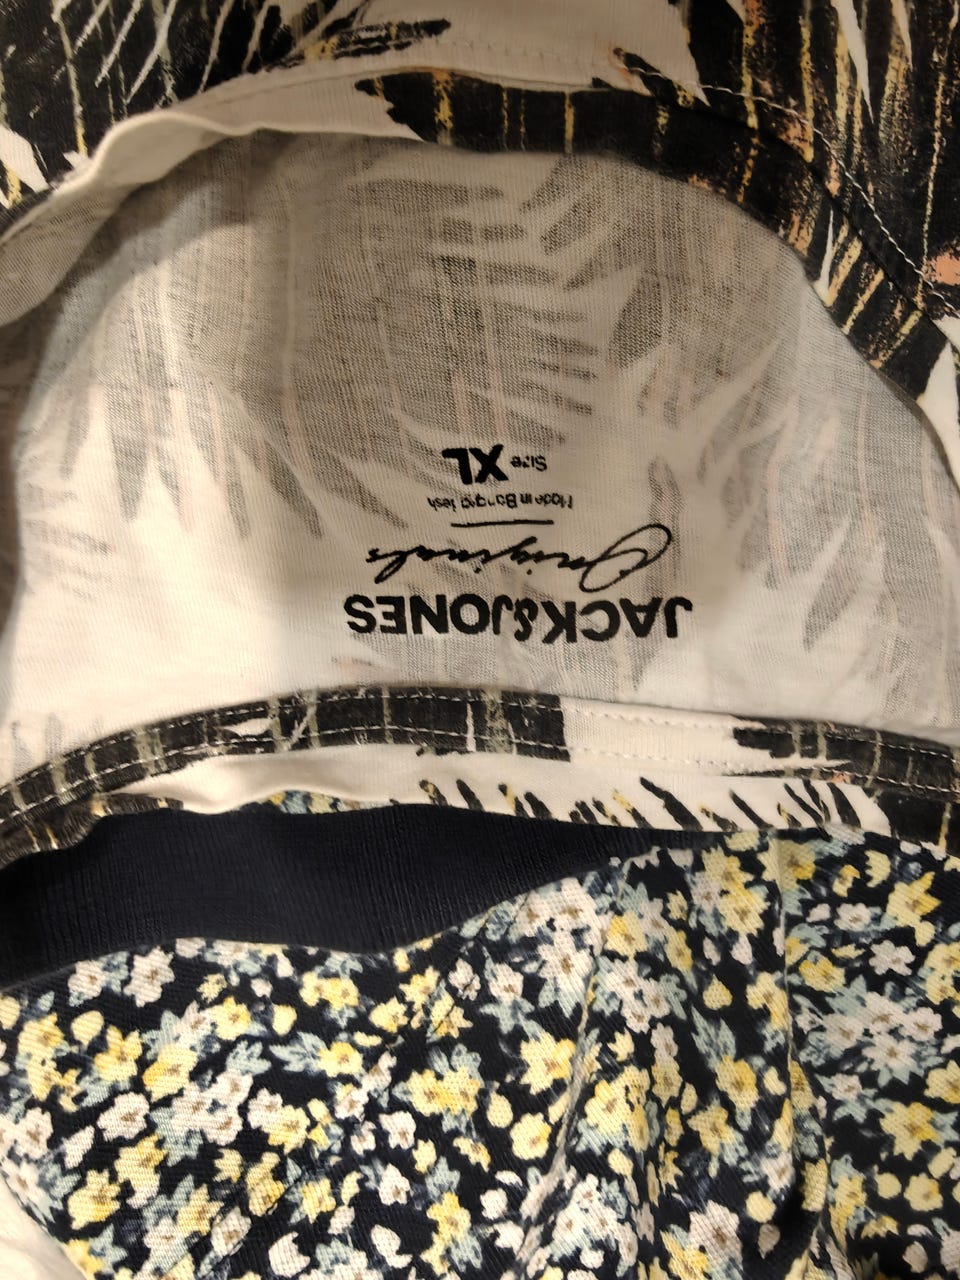 JACK&JONES
Originals
Made in Bangladesh
Size XL